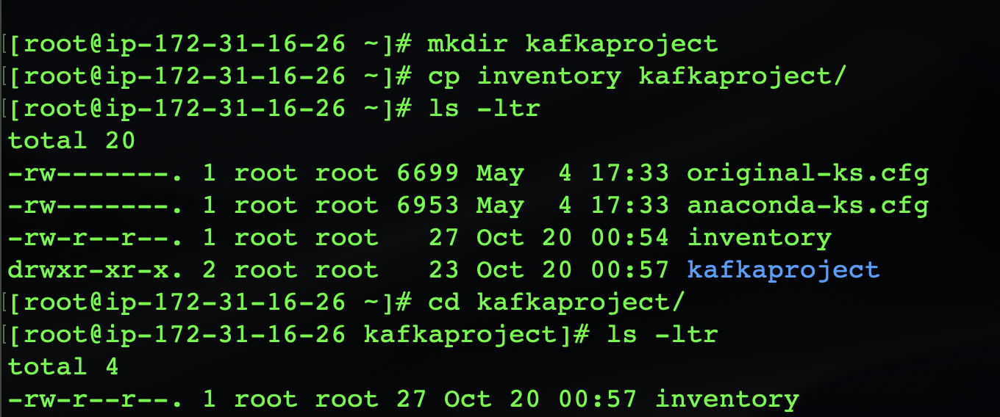 [root@ip-172-31-16-26 ~]# mkdir kafkaproject
[root@ip-172-31-16-26 ~]# cp inventory kafkaproject/
[root@ip-172-31-16-26 ~]# ls -ltr
total 20
-rw-------. 1 root root 6699 May  4 17:33 original-ks.cfg
-rw-------. 1 root root 6953 May  4 17:33 anaconda-ks.cfg
-rw-r--r--. 1 root root   27 Oct 20 00:54 inventory
drwxr-xr-x. 2 root root   23 Oct 20 00:57 kafkaproject
[root@ip-172-31-16-26 ~]# cd kafkaproject/
[root@ip-172-31-16-26 kafkaproject]# ls -ltr
total 4
-rw-r--r--. 1 root root 27 Oct 20 00:57 inventory